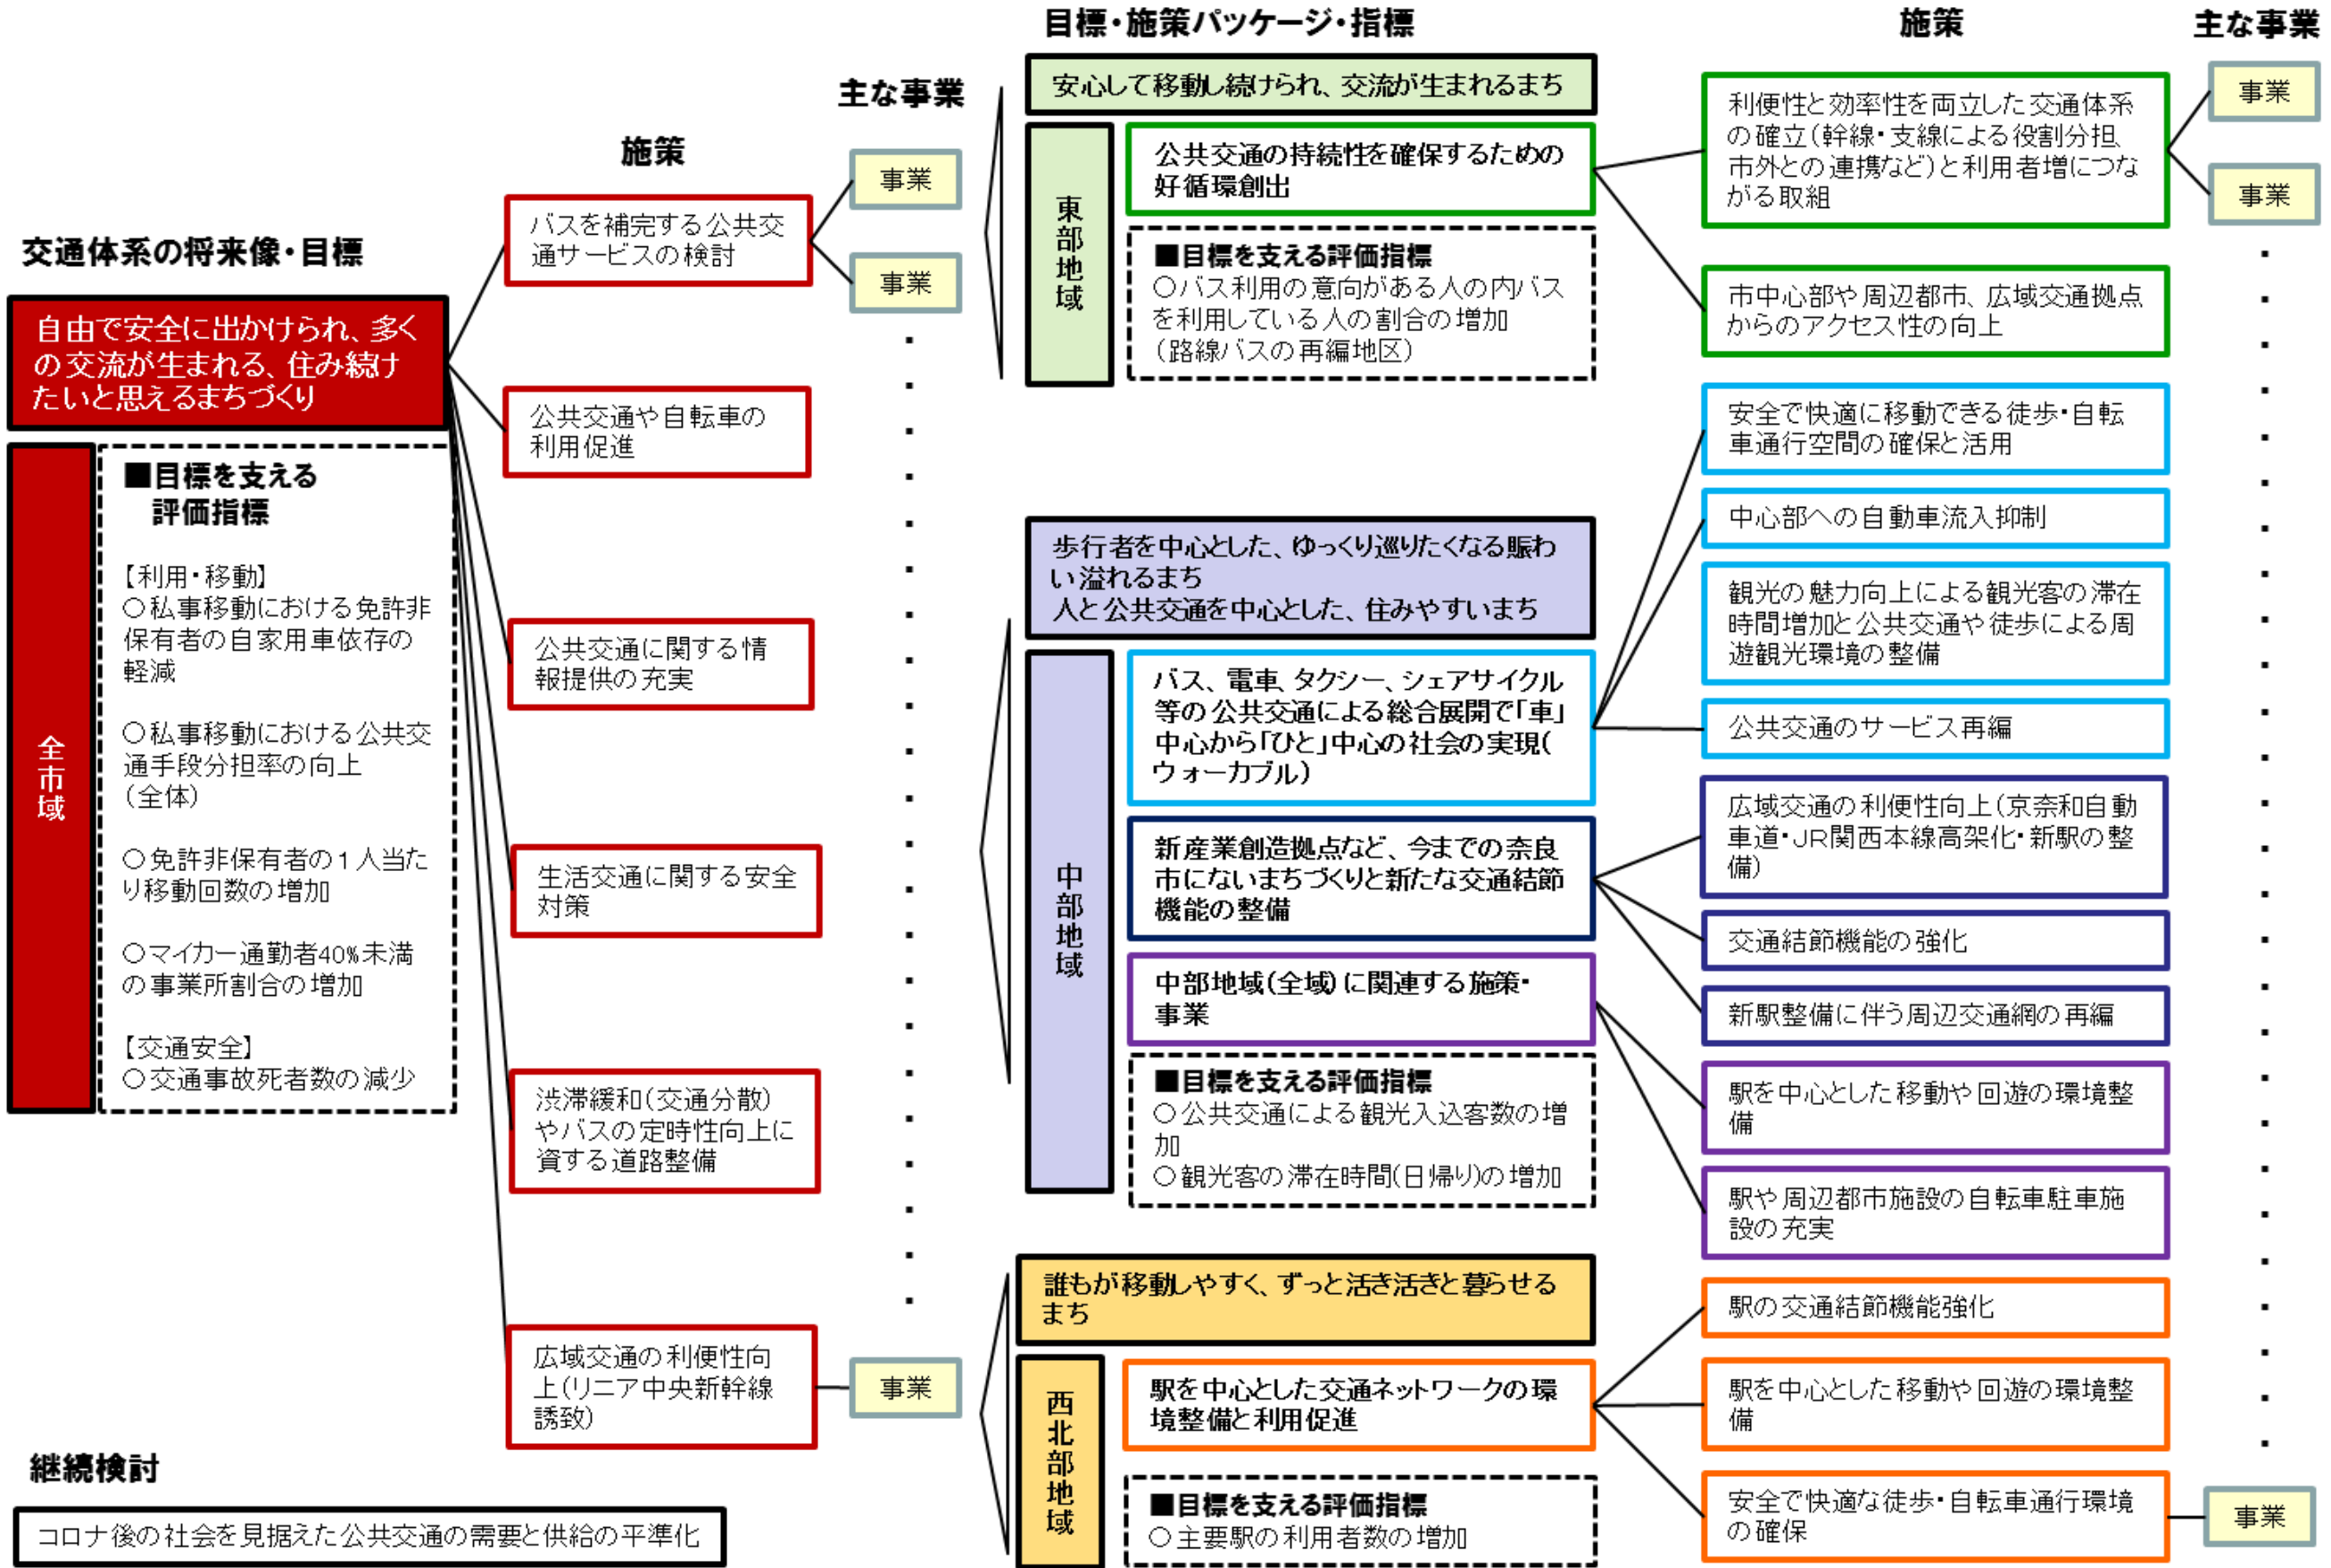 交通体系の将来像・目標
自由で安全に出かけられ、多く
の交流が生まれる、住み続け
たいと思えるまちづくり
全市域
■目標を支える
評価指標
【利用・移動】
○私事移動における免許非
保有者の自家用車依存の
軽減
○私事移動における公共交
通手段分担率の向上
（全体）
○免許非保有者の1人当た
り移動回数の増加
○マイカー通勤者40%未満
の事業所割合の増加
【交通安全】
○交通事故死者数の減少
継続検討
コロナ後の社会を見据えた公共交通の需要と供給の平準化
施策
バスを補完する公共交
通サービスの検討
公共交通や自転車の
利用促進
公共交通に関する情
報提供の充実
生活交通に関する安全
対策
渋滞緩和（交通分散）
やバスの定時性向上に
資する道路整備
広域交通の利便性向
上（リニア中央新幹線
誘致）
主な事業
事業
事業
事業
目標・施策パッケージ・指標
安心して移動し続けられ、交流が生まれるまち
東部地域
公共交通の持続性を確保するための
好循環創出
■目標を支える評価指標
○バス利用の意向がある人の内バス
を利用している人の割合の増加
（路線バスの再編地区）
歩行者を中心とした、ゆっくり巡りたくなる賑わ
い溢れるまち
人と公共交通を中心とした、住みやすいまち
中部地域
バス、電車、タクシー、シェアサイクル
等の公共交通による総合展開で「車」
中心から「ひと」中心の社会の実現（
ウォーカブル）
新産業創造拠点など、今までの奈良
市にないまちづくりと新たな交通結節
機能の整備
中部地域（全域）に関連する施策・
事業
■目標を支える評価指標
○公共交通による観光入込客数の増
加
○観光客の滞在時間(日帰り)の増加
誰もが移動しやすく、ずっと活き活きと暮らせる
まち
西北部地域
駅を中心とした交通ネットワークの環
境整備と利用促進
■目標を支える評価指標
○主要駅の利用者数の増加
施策
利便性と効率性を両立した交通体系
の確立（幹線・支線による役割分担、
市外との連携など）と利用者増につな
がる取組
市中心部や周辺都市、広域交通拠点
からのアクセス性の向上
安全で快適に移動できる徒歩・自転
車通行空間の確保と活用
中心部への自動車流入抑制
観光の魅力向上による観光客の滞在
時間増加と公共交通や徒歩による周
遊観光環境の整備
公共交通のサービス再編
広域交通の利便性向上（京奈和自動
車道・JR関西本線高架化・新駅の整
備）
交通結節機能の強化
新駅整備に伴う周辺交通網の再編
駅を中心とした移動や回遊の環境整
備
駅や周辺都市施設の自転車駐車施
設の充実
駅の交通結節機能強化
駅を中心とした移動や回遊の環境整
備
安全で快適な徒歩・自転車通行環境
の確保
主な事業
事業
事業
事業